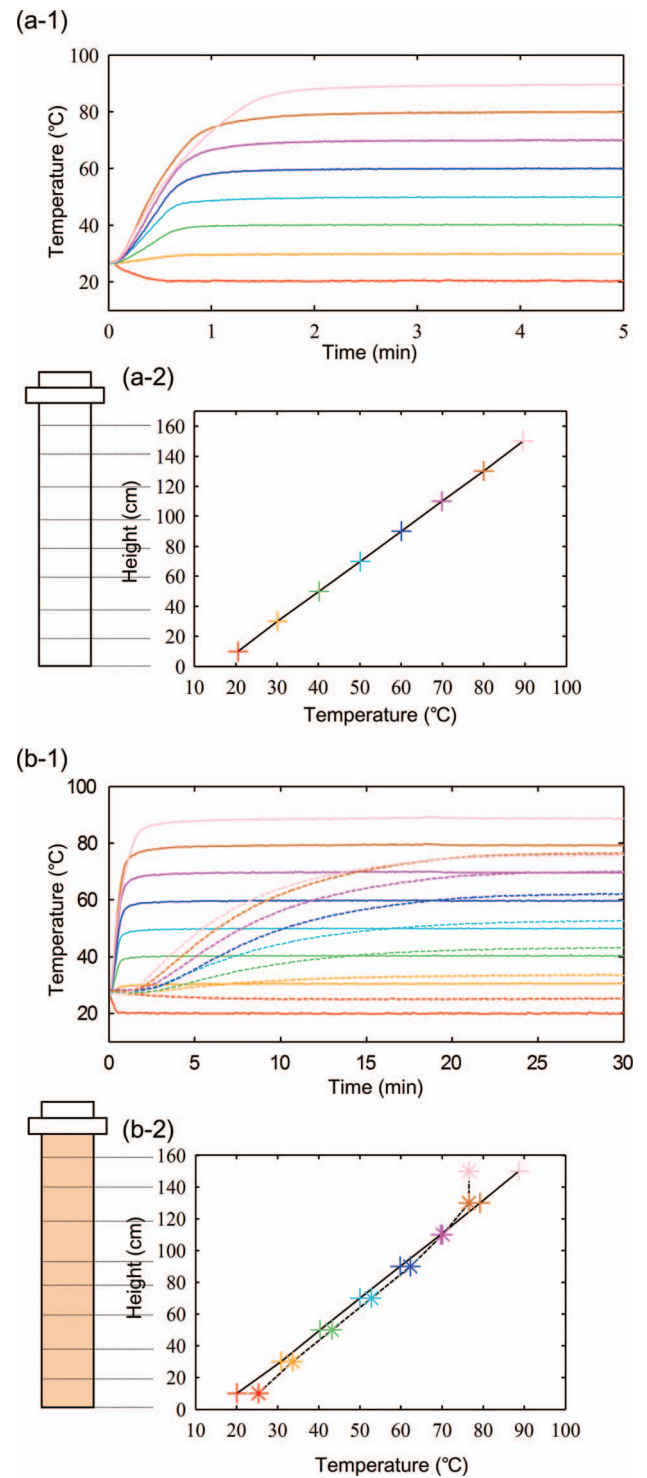 (a-1)
100
80
60
40
20
Temperature (℃)
0 1 2 3 4 5
Time (min)
(a-2)
160
140
120
100
80
60
40
20
0
Height (cm)
10 20 30 40 50 60 70 80 90 100
Temperature (℃)
(b-1)
100
80
60
40
20
Temperature (℃)
0 5 10 15 20 25 30
Time (min)
(b-2)
160
140
120
100
80
60
40
20
0
Height (cm)
10 20 30 40 50 60 70 80 90 100
Temperature (℃)